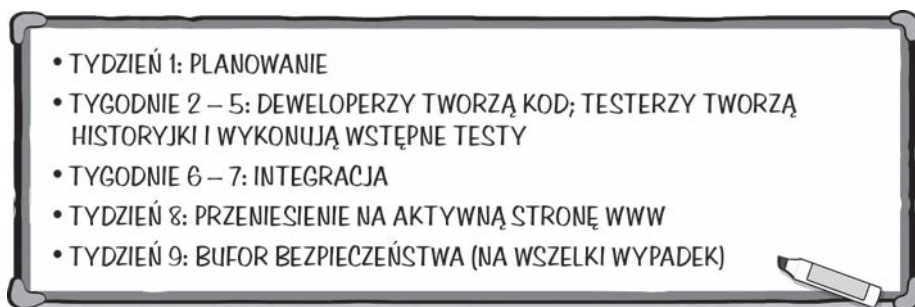 • TYDZIEŃ 1: PLANOWANIE
• TYGODNIE 2 – 5: DEWELOPERZY TWORZĄ KOD; TESTERZY TWORZĄ
HISTORYJKI I WYKONUJĄ WSTĘPNE TESTY
• TYGODNIE 6 – 7: INTEGRACJA
• TYDZIEŃ 8: PRZENIESIENIE NA AKTYWNĄ STRONĘ WWW
• TYDZIEŃ 9: BUFOR BEZPIECZEŃSTWA (NA WSZELKI WYPADEK)